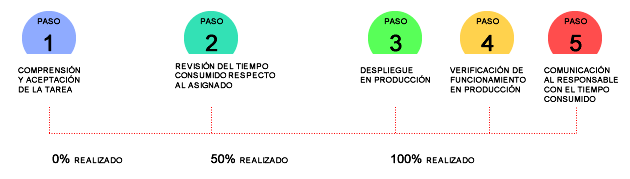 PASO
1
COMPRENSIÓN
Y ACEPTACIÓN
DE LA TAREA
PASO
2
REVISIÓN DEL TIEMPO
CONSUMIDO RESPECTO
AL ASIGNADO
PASO
3
DESPLIEGUE
EN PRODUCCIÓN
PASO
4
VERIFICACIÓN DE
FUNCIONAMIENTO
EN PRODUCCIÓN
PASO
5
COMUNICACIÓN
AL RESPONSABLE
CON EL TIEMPO
CONSUMIDO
0% REALIZADO
50% REALIZADO
100% REALIZADO